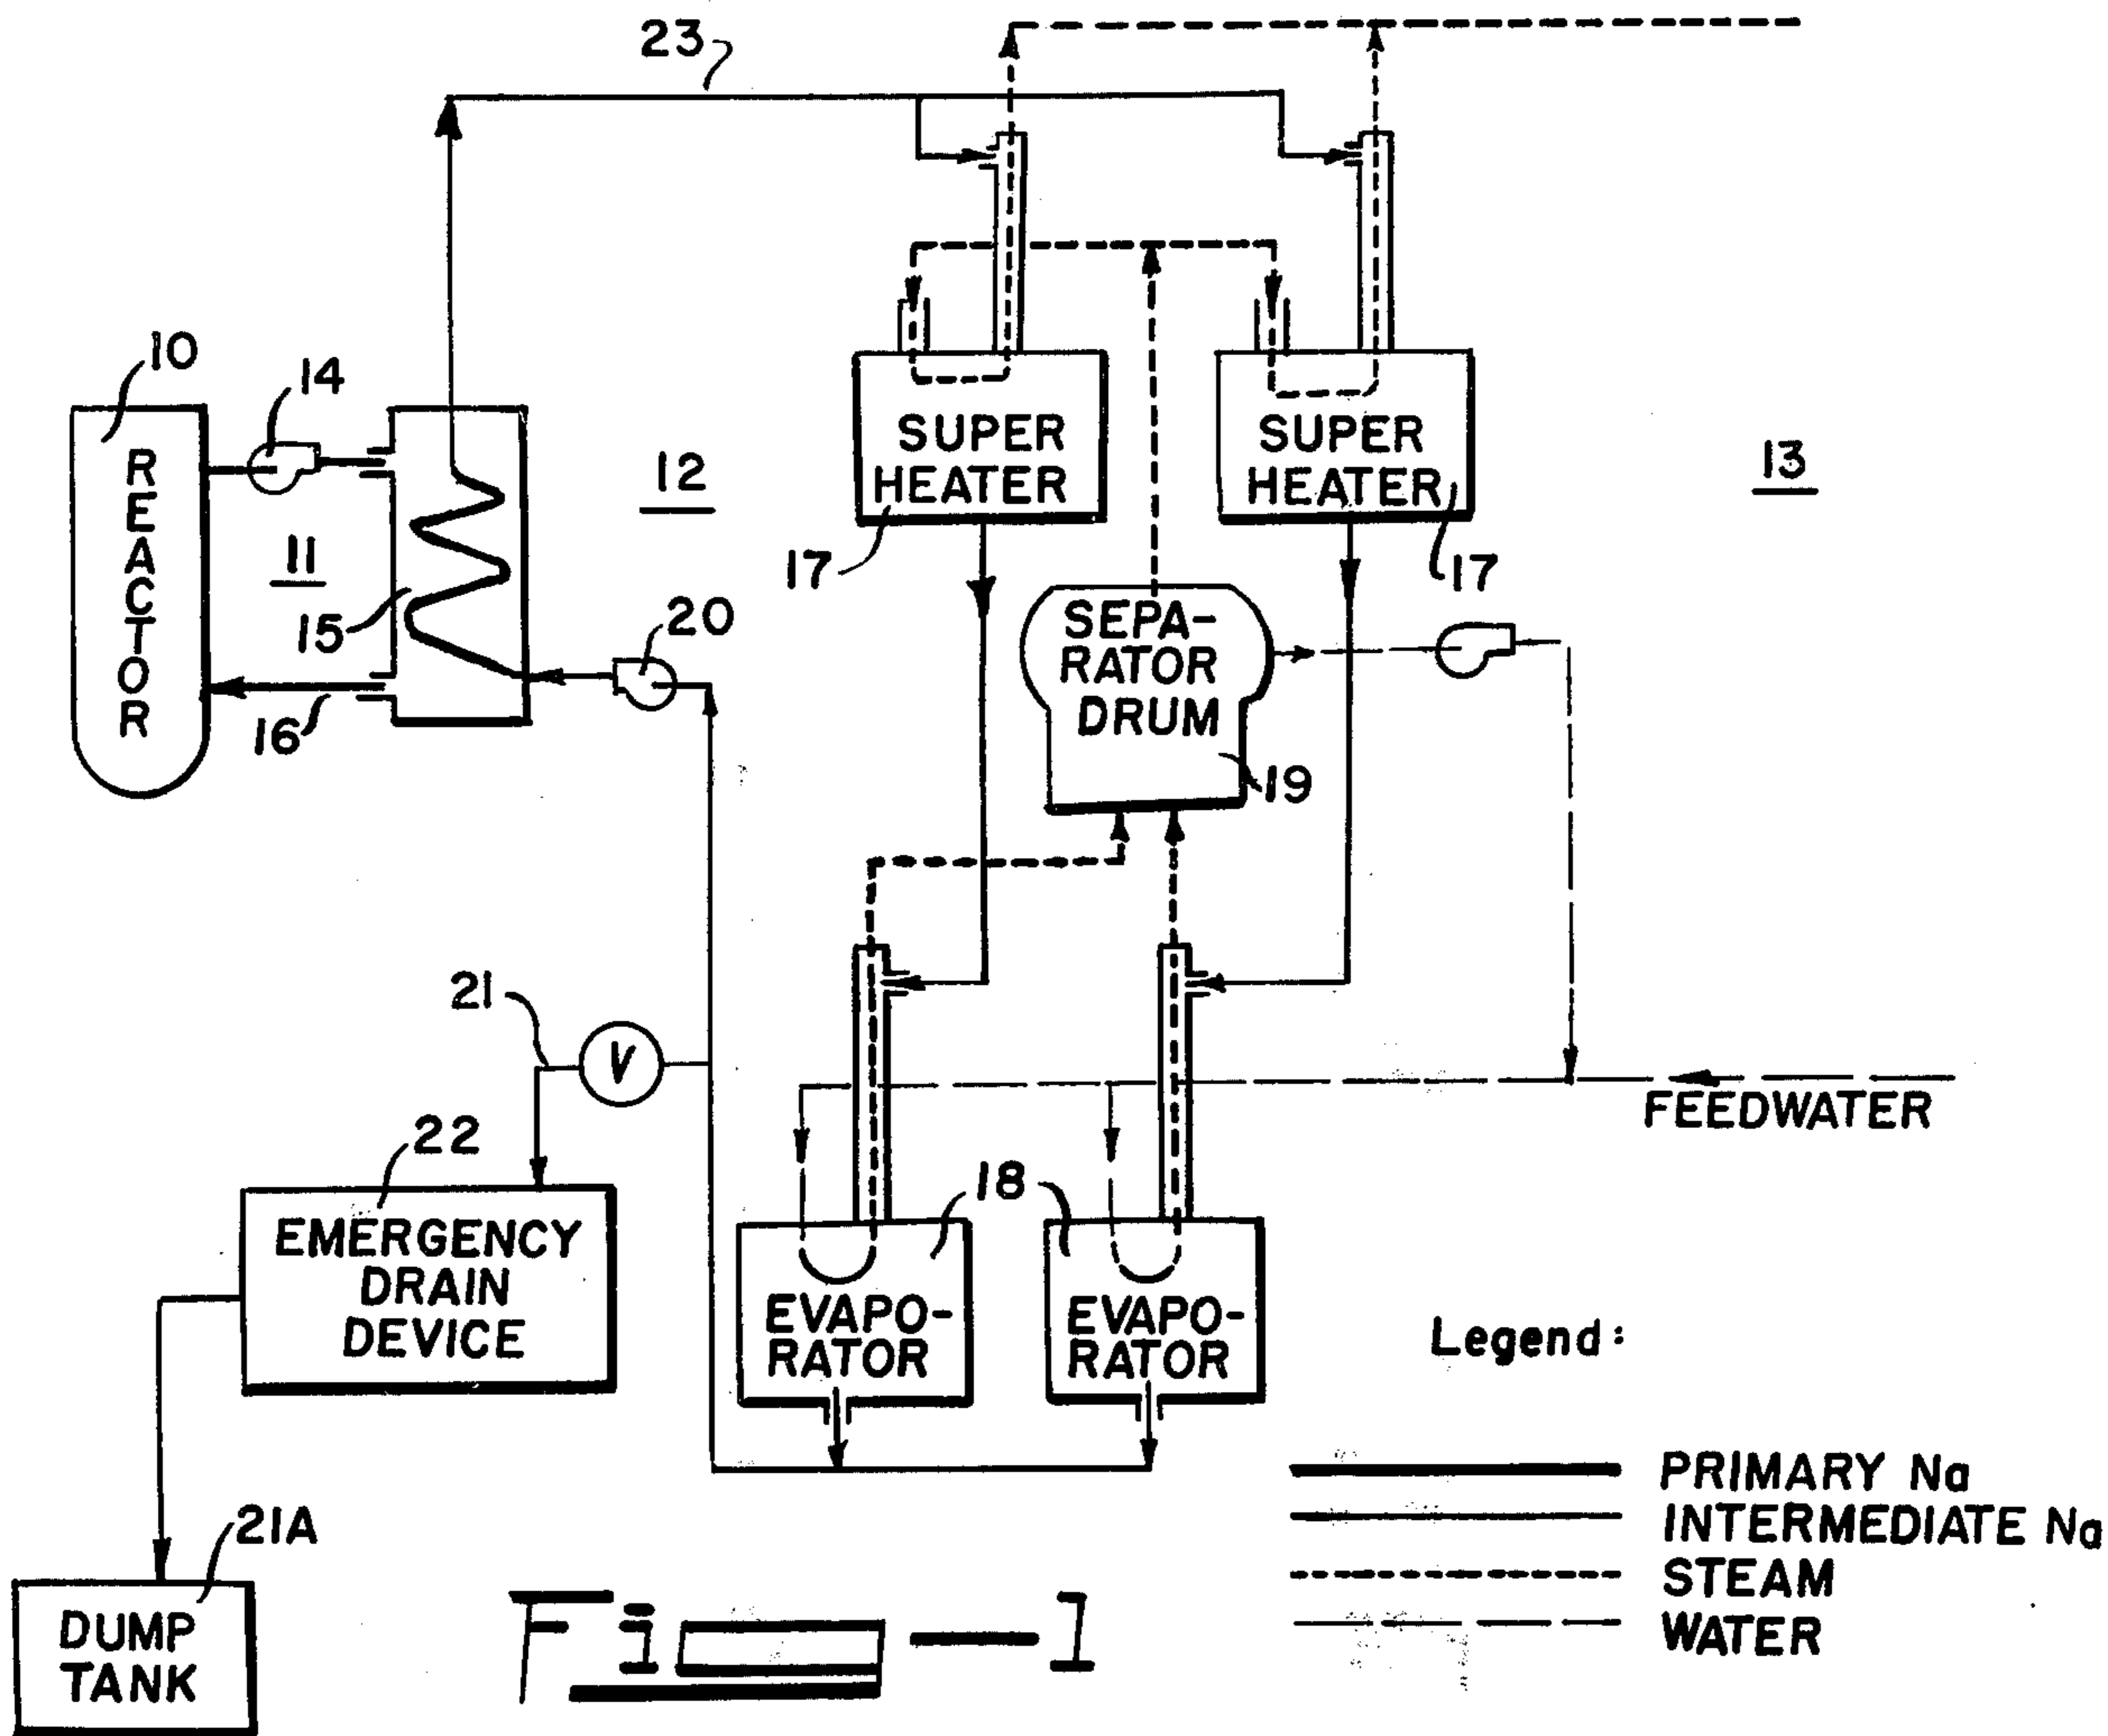 23
10
14
REACTOR
11
15
16
12
20
SUPER
HEATER
17
SUPER
HEATER
17
13
SEPA-
RATOR
DRUM
19
21
V
FEEDWATER
22
EMERGENCY
DRAIN
DEVICE
18
EVAPO-
RATOR
EVAPO-
RATOR
Legend:
PRIMARY Na
INTERMEDIATE Na
STEAM
WATER
21A
DUMP
TANK
Fig-1